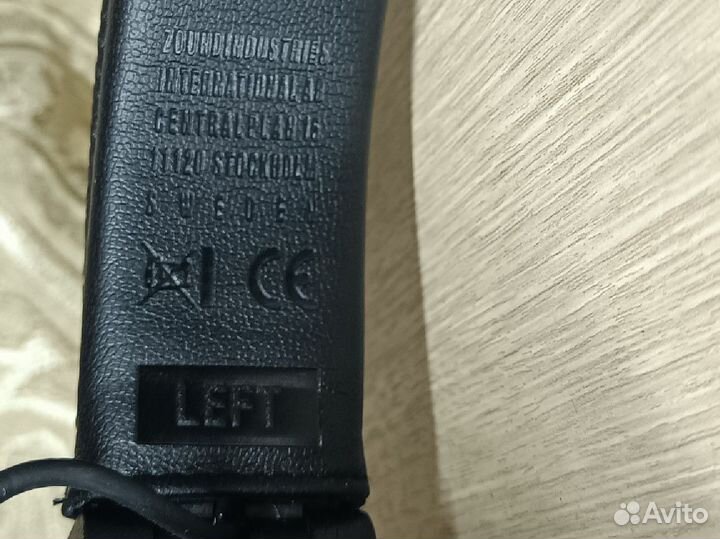 ZOUNDINDUSTRIES
INTERNATIONAL AB
CENTRALPLAN 15
11120 STOCKHOLM
SWEDEN
CE
LEFT
Avito